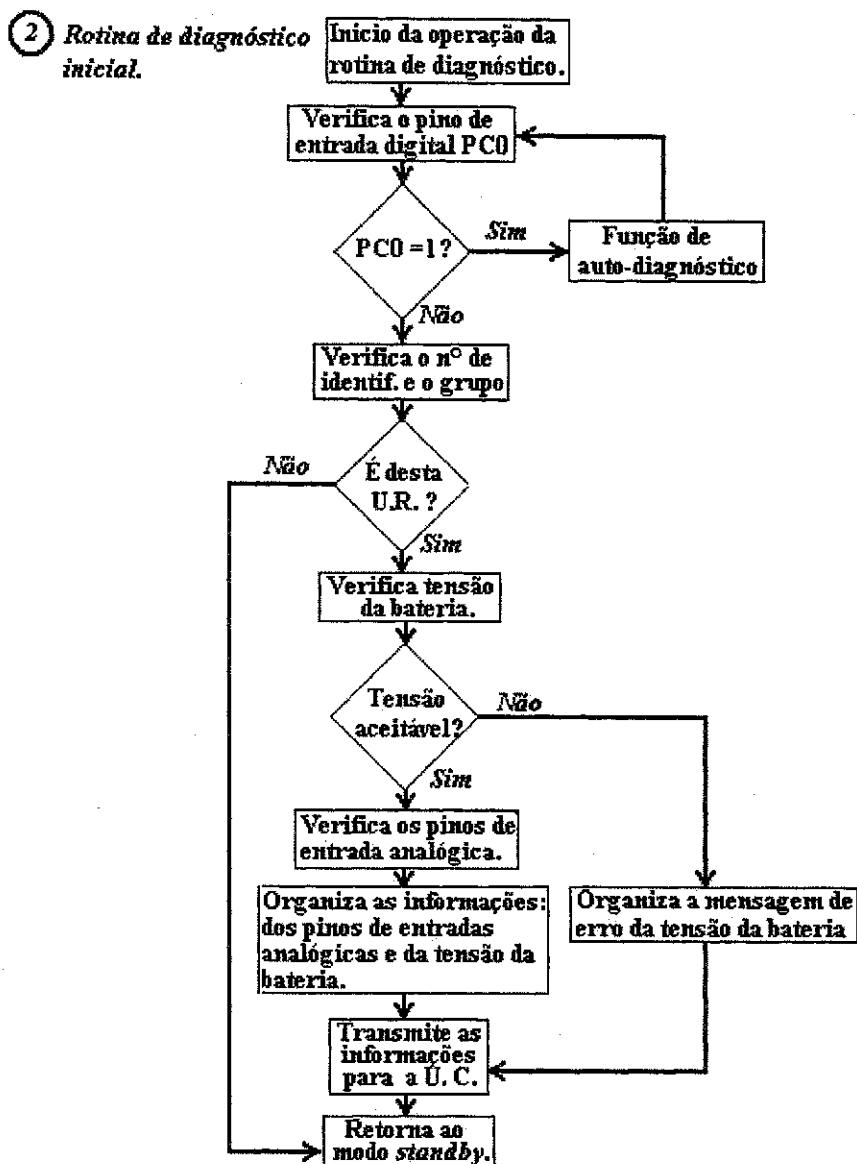 2 Rotina de diagnóstico
inicial.
Inicio da operação da
rotina de diagnóstico.
Verifica o pino de
entrada digital PC0
PC0 =1?
Sim
Função de
auto-diagnóstico
Não
Verifica o nº de
identif. e o grupo
Não
É desta
U.R. ?
Sim
Verifica tensão
da bateria.
Tensão
aceitável?
Não
Sim
Verifica os pinos de
entrada analógica.
Organiza as informações:
dos pinos de entradas
analógicas e da tensão da
bateria.
Organiza a mensagem de
erro da tensão da bateria
Transmite as
informações
para a U. C.
Retorna ao
modo standby.